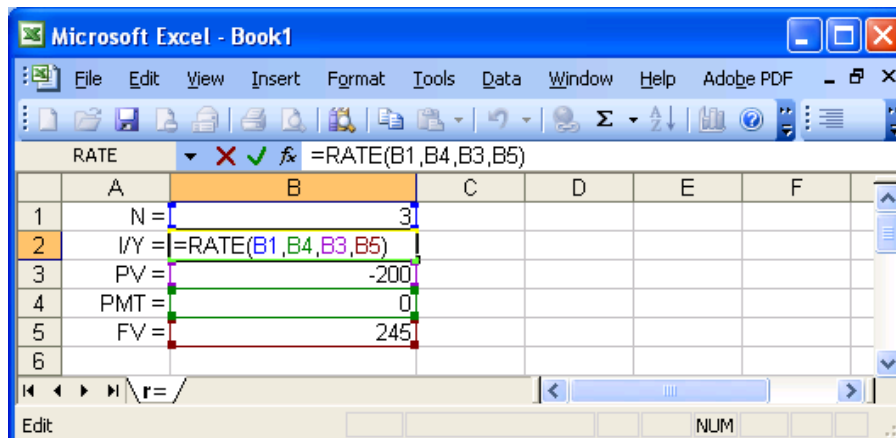 Microsoft Excel - Book1
File Edit View Insert Format Tools Data Window Help Adobe PDF
RATE =RATE(B1,B4,B3,B5)
A B C D E F
1 N = 3
2 I/Y = =RATE(B1,B4,B3,B5)
3 PV = -200
4 PMT = 0
5 FV = 245
6
r=
Edit NUM